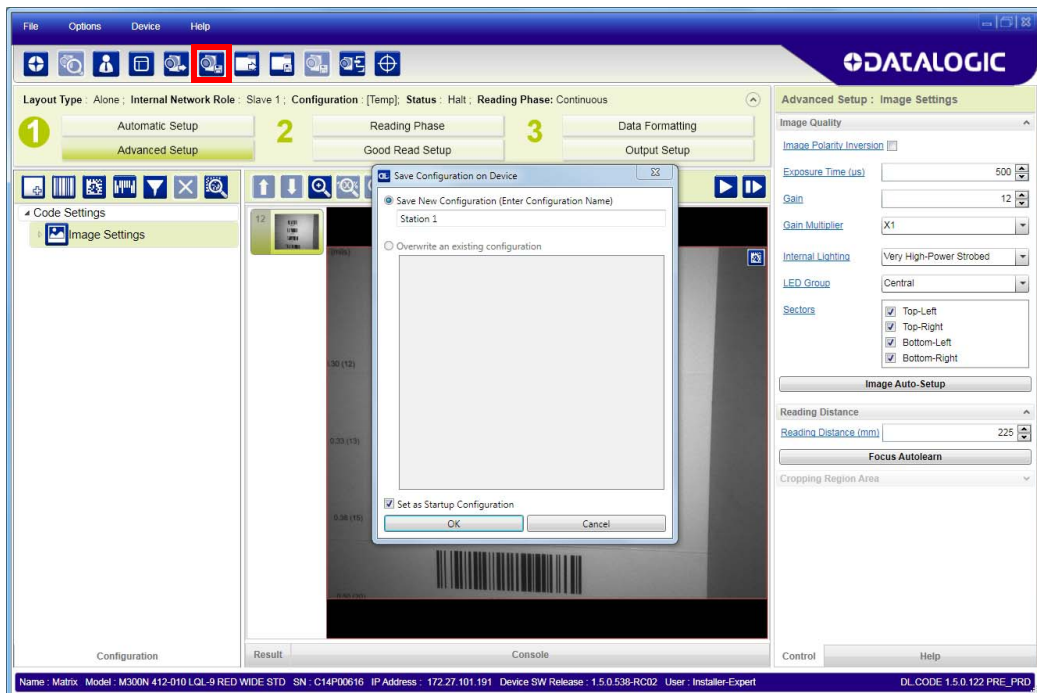 File Options Device Help
DATALOGIC
Layout Type : Alone ; Internal Network Role : Slave 1 ; Configuration : [Temp]; Status : Halt ; Reading Phase: Continuous
1 Automatic Setup 2 Reading Phase 3 Data Formatting
Advanced Setup Good Read Setup Output Setup
Code Settings
Image Settings
12
Save Configuration on Device
Save New Configuration (Enter Configuration Name)
Station 1
Overwrite an existing configuration
Set as Startup Configuration
OK Cancel
0.33 (13)
Advanced Setup : Image Settings
Image Quality
Image Polarity Inversion
Exposure Time (us) 500
Gain 12
Gain Multiplier X1
Internal Lighting Very High-Power Strobed
LED Group Central
Sectors Top-Left
Top-Right
Bottom-Left
Bottom-Right
Image Auto-Setup
Reading Distance
Reading Distance (mm) 225
Focus Autolearn
Cropping Region Area
Configuration
Result Console
Control Help
Name : Matrix Model : M300N 412-010 LQL-9 RED WIDE STD SN : C14P00616 IP Address : 172.27.101.191 Device SW Release : 1.5.0.538-RC02 User : Installer-Expert DL.CODE 1.5.0.122 PRE_PRD